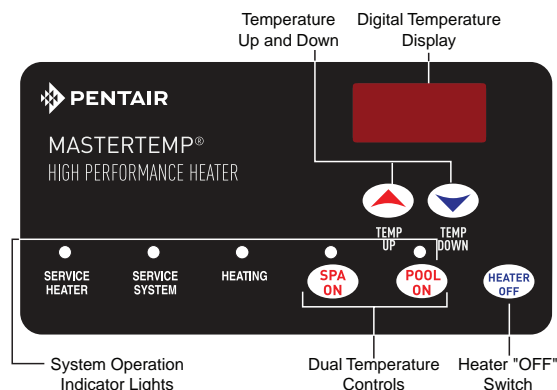 Temperature
Up and Down
Digital Temperature
Display
PENTAIR
MASTERTEMP®
HIGH PERFORMANCE HEATER
TEMP
UP
TEMP
DOWN
SERVICE
HEATER
SERVICE
SYSTEM
HEATING
SPA
ON
POOL
ON
HEATER
OFF
System Operation
Indicator Lights
Dual Temperature
Controls
Heater "OFF"
Switch